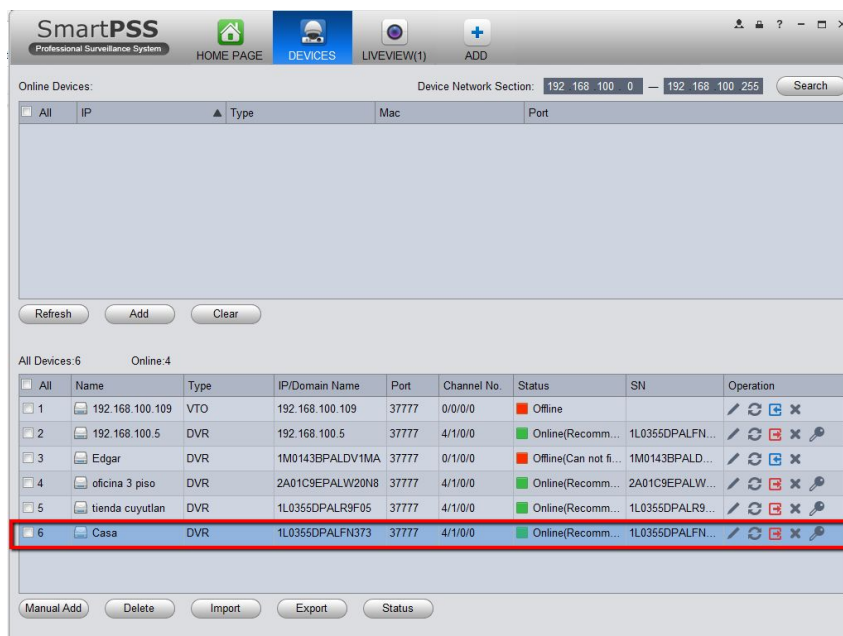 SmartPSS
Professional Surveillance System
HOME PAGE DEVICES LIVEVIEW(1) ADD
?
Online Devices: Device Network Section: 192 .168 .100 . 0 — 192 .168 .100 .255 Search
All IP Type Mac Port
Refresh Add Clear
All Devices:6 Online:4
All Name Type IP/Domain Name Port Channel No. Status SN Operation
1 192.168.100.109 VTO 192.168.100.109 37777 0/0/0/0 Offline
2 192.168.100.5 DVR 192.168.100.5 37777 4/1/0/0 Online(Recomm... 1L0355DPALFN...
3 Edgar DVR 1M0143BPALDV1MA 37777 0/1/0/0 Offline(Can not fi... 1M0143BPALD...
4 oficina 3 piso DVR 2A01C9EPALW20N8 37777 4/1/0/0 Online(Recomm... 2A01C9EPALW...
5 tienda cuyutlan DVR 1L0355DPALR9F05 37777 4/1/0/0 Online(Recomm... 1L0355DPALR9...
6 Casa DVR 1L0355DPALFN373 37777 4/1/0/0 Online(Recomm... 1L0355DPALFN...
Manual Add Delete Import Export Status